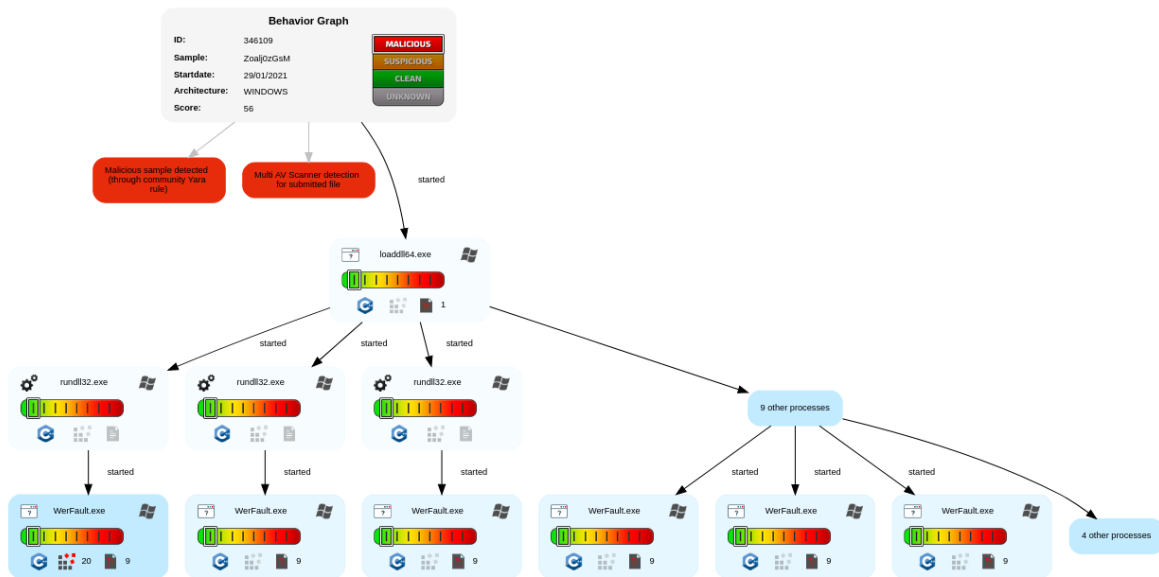 Behavior Graph
ID: 346109
Sample: Zoalj0zGsM
Startdate: 29/01/2021
Architecture: WINDOWS
Score: 56
MALICIOUS
SUSPICIOUS
CLEAN
UNKNOWN
Malicious sample detected
(through community Yara
rule)
Multi AV Scanner detection
for submitted file
started
loaddll64.exe
?
1
started
started
started
rundll32.exe
rundll32.exe
rundll32.exe
9 other processes
started
started
started
started
started
started
WerFault.exe
?
20
9
WerFault.exe
?
9
WerFault.exe
?
9
WerFault.exe
?
9
WerFault.exe
?
9
WerFault.exe
?
9
4 other processes